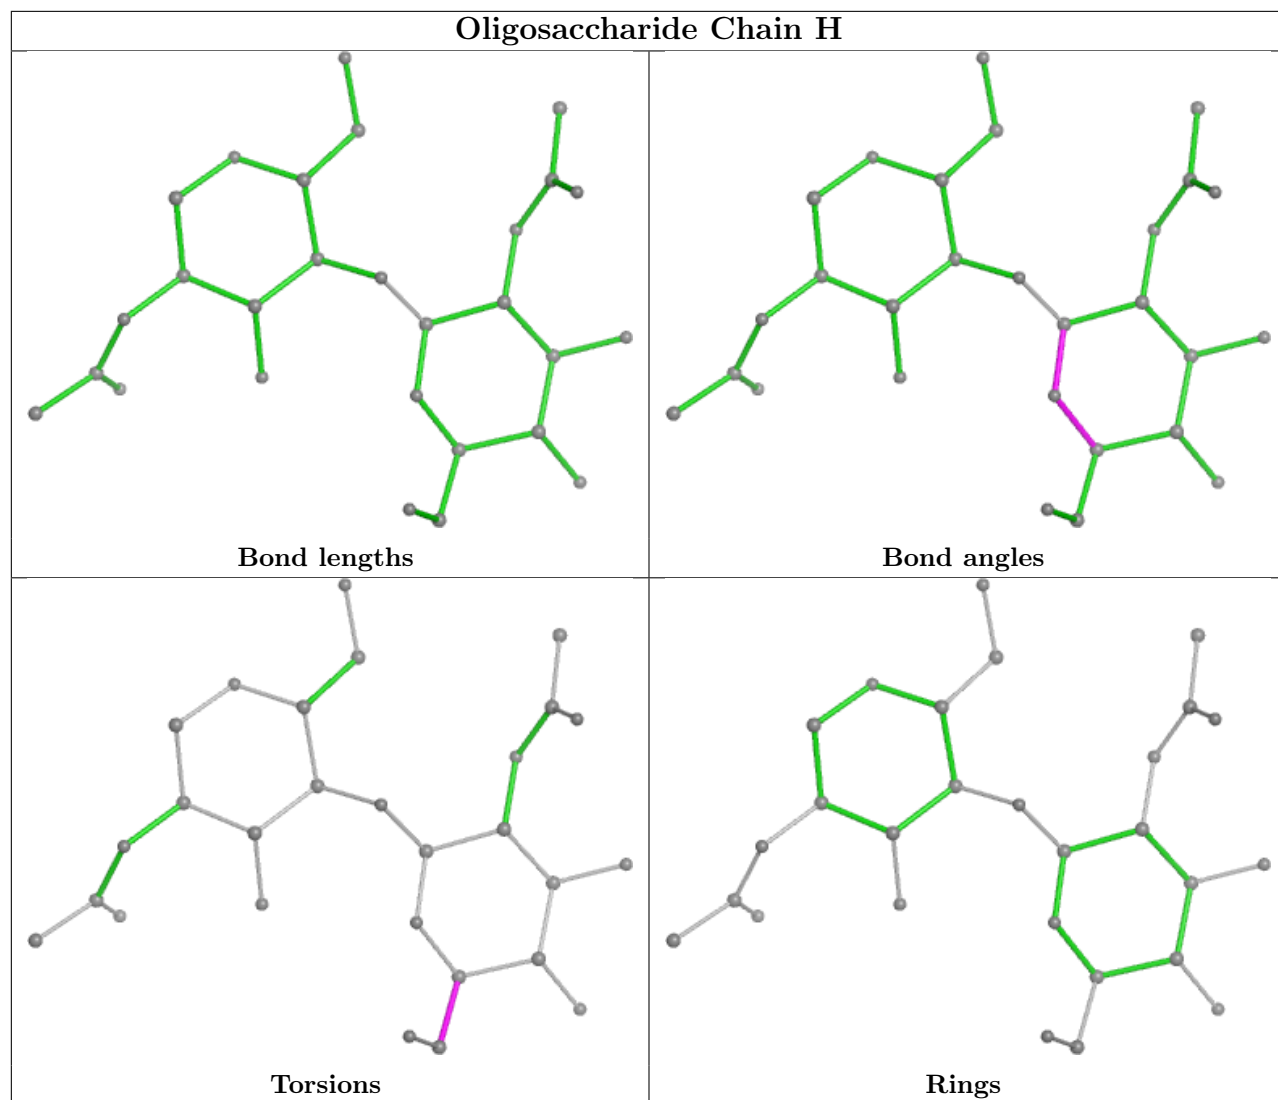 Oligosaccharide Chain H
Bond lengths
Bond angles
Torsions
Rings